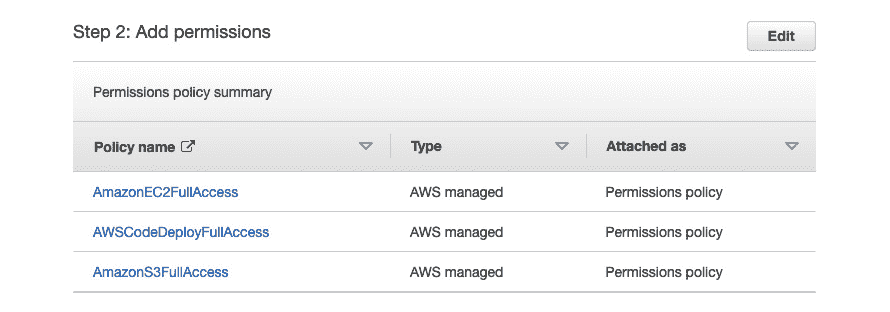 Step 2: Add permissions
Edit
Permissions policy summary
Policy name Type Attached as
AmazonEC2FullAccess AWS managed Permissions policy
AWSCodeDeployFullAccess AWS managed Permissions policy
AmazonS3FullAccess AWS managed Permissions policy